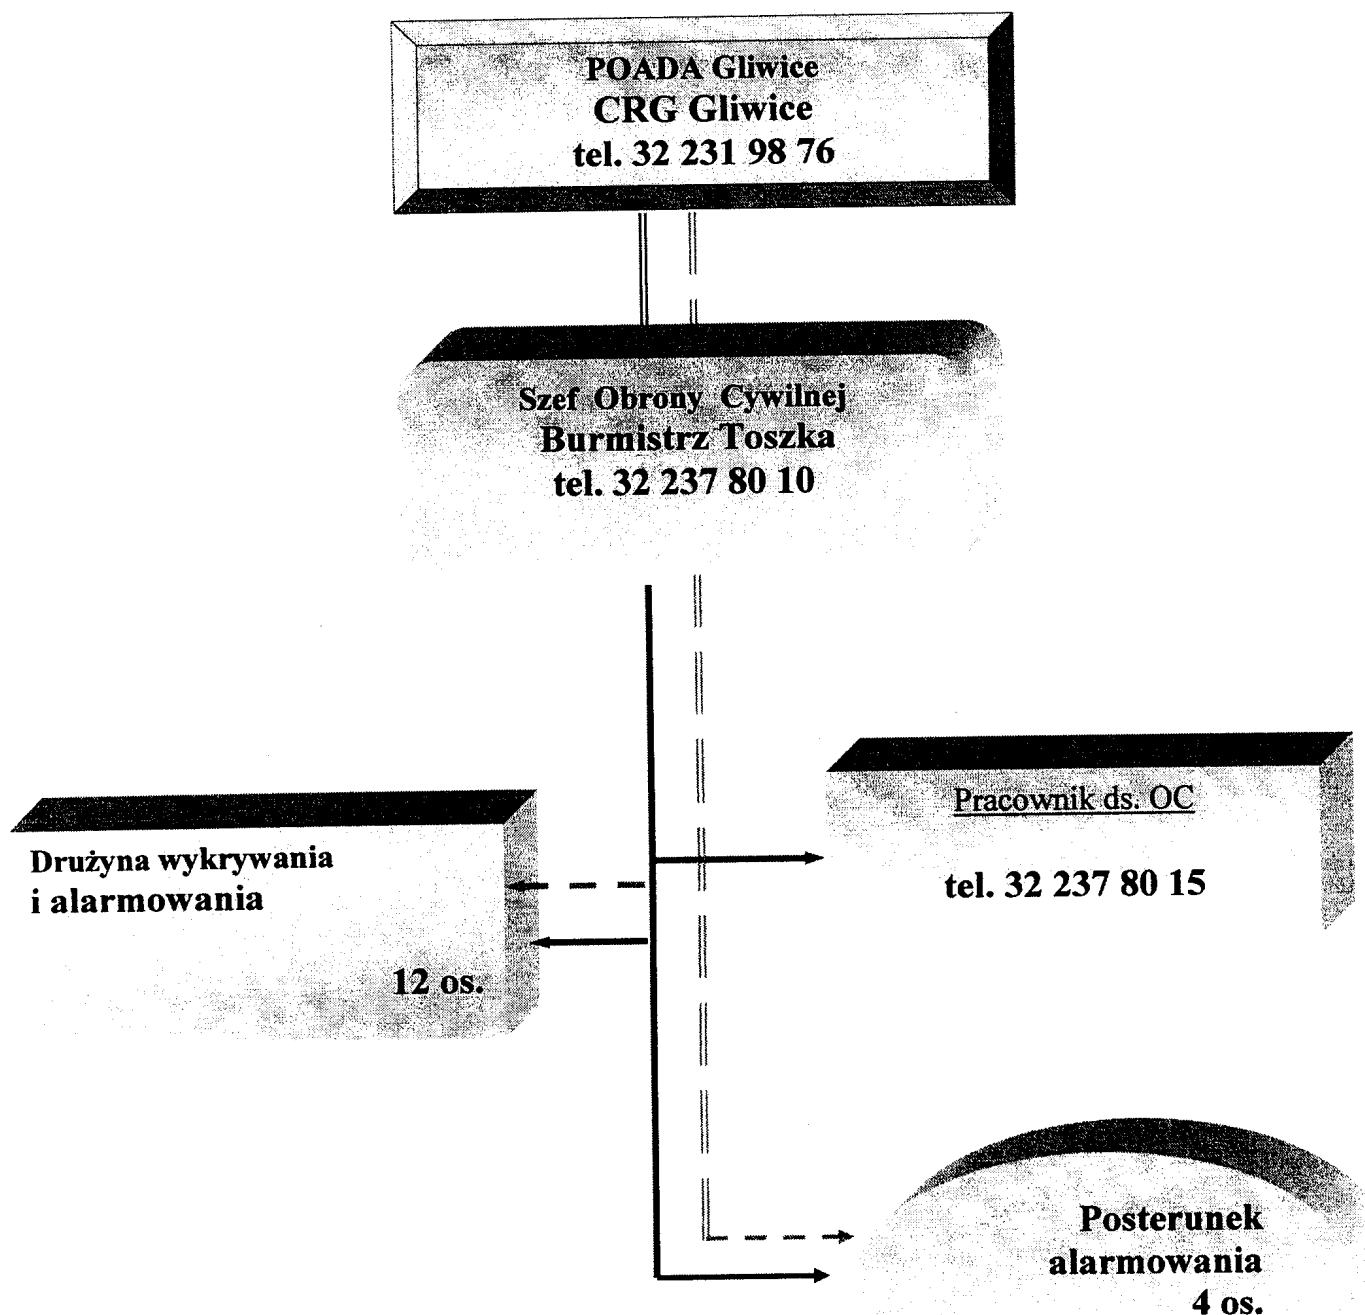 POADA Gliwice
CRG Gliwice
tel. 32 231 98 76
Szef Obrony Cywilnej
Burmistrz Toszka
tel. 32 237 80 10
Pracownik ds. OC
tel. 32 237 80 15
Drużyna wykrywania
i alarmowania
12 os.
Posterunek
alarmowania
4 os.